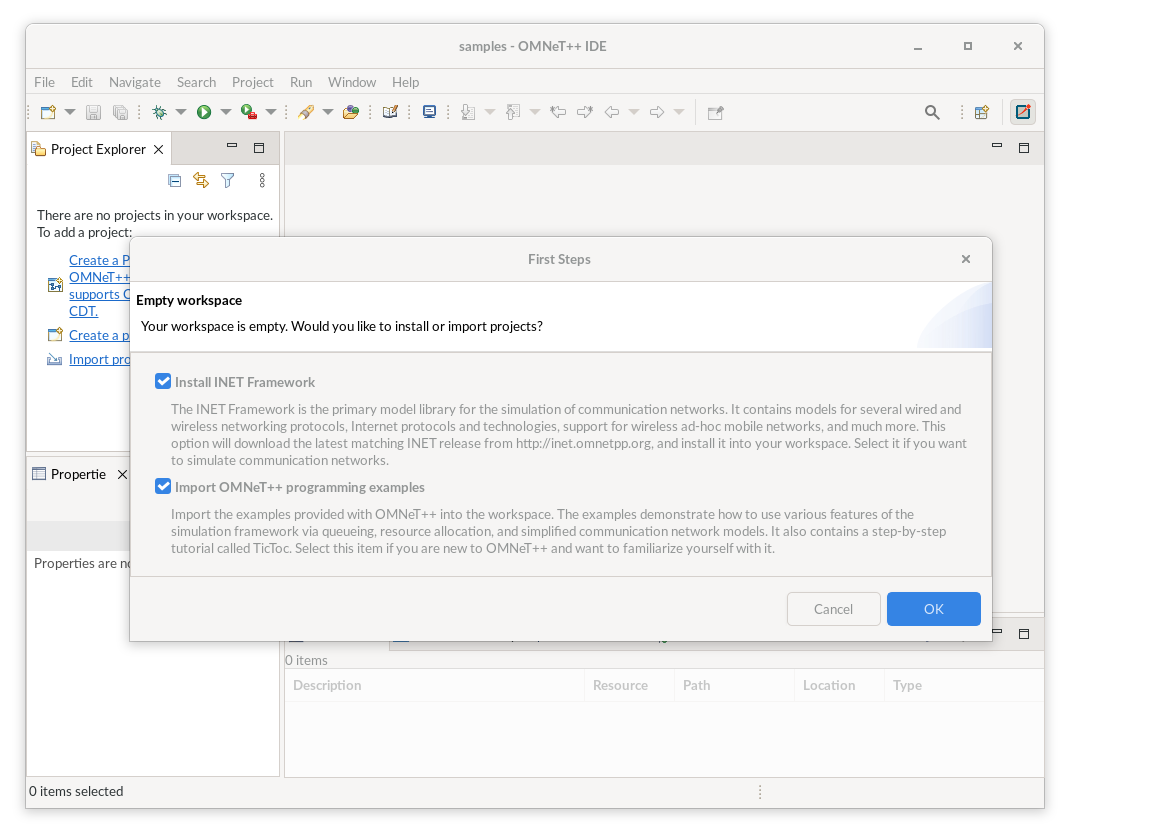 samples - OMNeT++ IDE
File Edit Navigate Search Project Run Window Help
Project Explorer
There are no projects in your workspace.
To add a project:
Create a P
OMNeT++
supports C
CDT.
Create a p
Import pro
First Steps
Empty workspace
Your workspace is empty. Would you like to install or import projects?
Install INET Framework
The INET Framework is the primary model library for the simulation of communication networks. It contains models for several wired and
wireless networking protocols, Internet protocols and technologies, support for wireless ad-hoc mobile networks, and much more. This
option will download the latest matching INET release from http://inet.omnetpp.org, and install it into your workspace. Select it if you want
to simulate communication networks.
Import OMNeT++ programming examples
Import the examples provided with OMNeT++ into the workspace. The examples demonstrate how to use various features of the
simulation framework via queueing, resource allocation, and simplified communication network models. It also contains a step-by-step
tutorial called TicToc. Select this item if you are new to OMNeT++ and want to familiarize yourself with it.
Cancel OK
Propertie
Properties are no
0 items
Description Resource Path Location Type
0 items selected